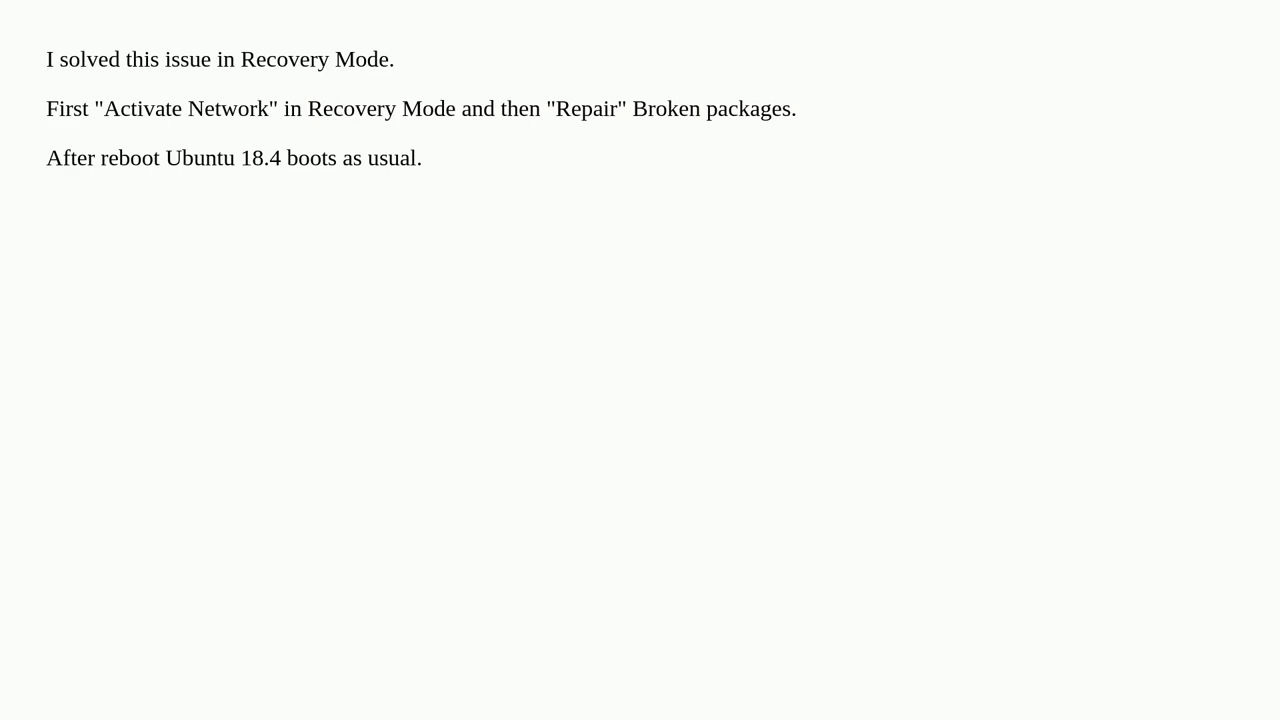 I solved this issue in Recovery Mode.
First "Activate Network" in Recovery Mode and then "Repair" Broken packages.
After reboot Ubuntu 18.4 boots as usual.